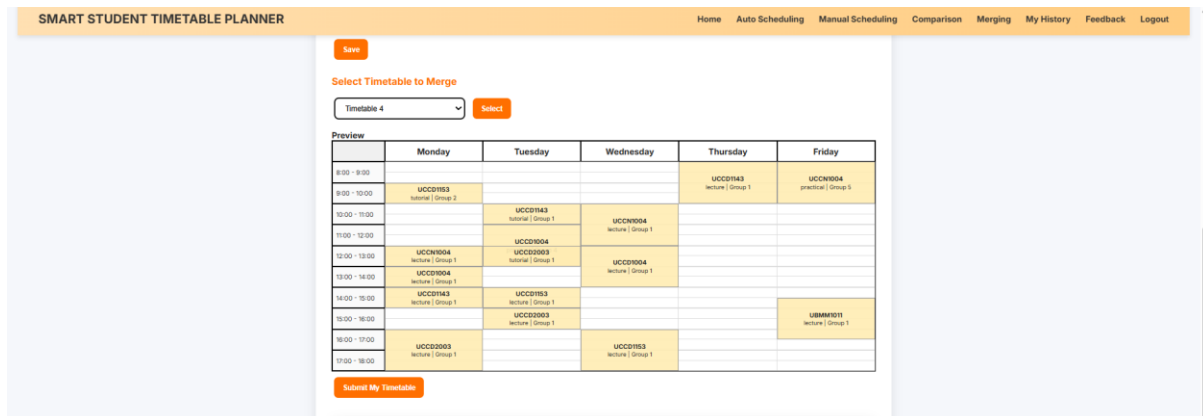 SMART STUDENT TIMETABLE PLANNER
Home Auto Scheduling Manual Scheduling Comparison Merging My History Feedback Logout
Save
Select Timetable to Merge
Timetable 4 Select
Preview
Monday Tuesday Wednesday Thursday Friday
8:00 - 9:00
UCCD1143
lecture | Group 1
UCCN1004
practical | Group 5
9:00 - 10:00
UCCD1153
tutorial | Group 2
10:00 - 11:00
UCCD1143
tutorial | Group 1
UCCN1004
lecture | Group 1
11:00 - 12:00
UCCD1004
12:00 - 13:00
UCCN1004
lecture | Group 1
UCCD2003
tutorial | Group 1
UCCD1004
lecture | Group 1
13:00 - 14:00
UCCD1004
lecture | Group 1
14:00 - 15:00
UCCD1143
lecture | Group 1
UCCD1153
lecture | Group 1
15:00 - 16:00
UCCD2003
lecture | Group 1
UBMM1011
lecture | Group 1
16:00 - 17:00
UCCD2003
lecture | Group 1
UCCD1153
lecture | Group 1
17:00 - 18:00
Submit My Timetable